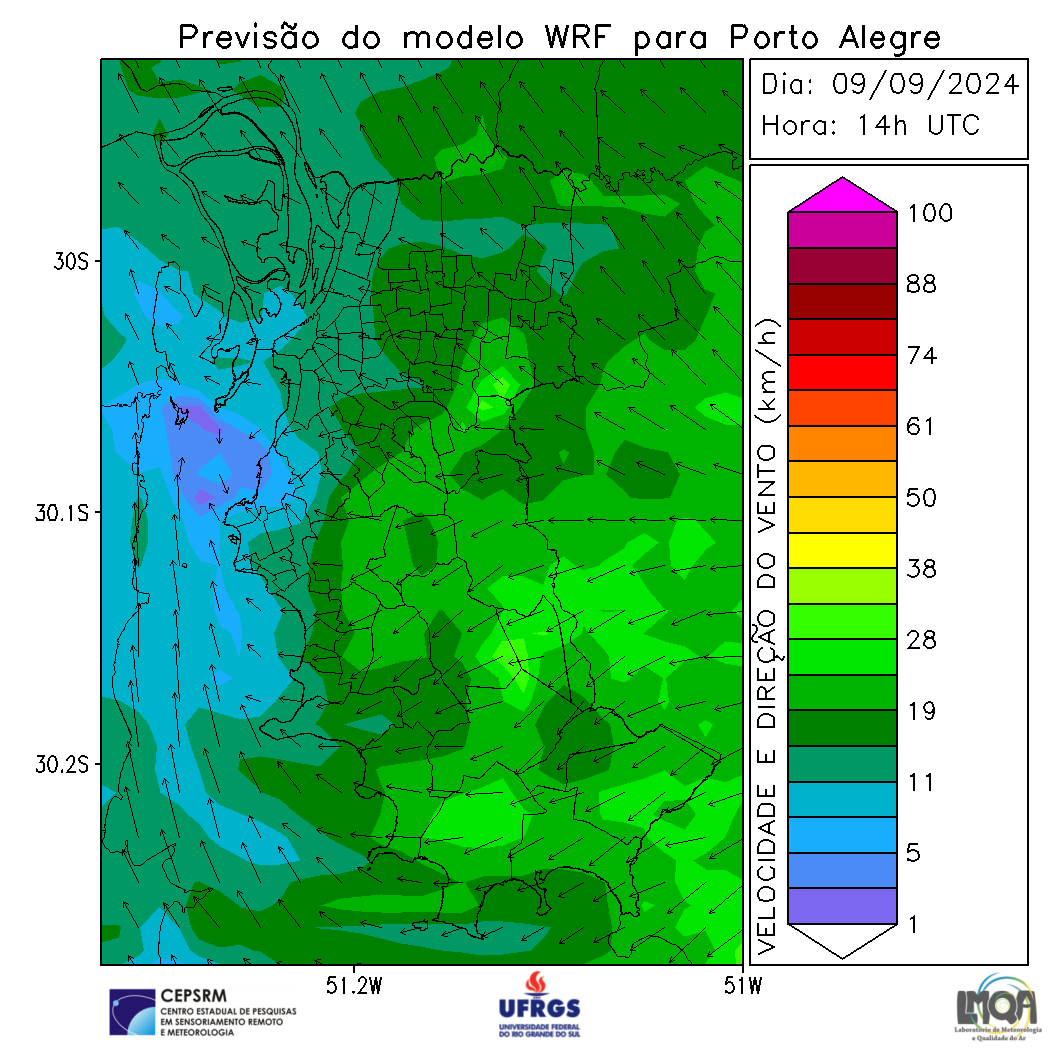 Previsão do modelo WRF para Porto Alegre
Dia: 09/09/2024
Hora: 14h UTC
30S
30.1S
30.2S
51.2W
51W
VELOCIDADE E DIREÇÃO DO VENTO (km/h)
100
88
74
61
50
38
28
19
11
5
1
CEPSRM
CENTRO ESTADUAL DE PESQUISAS
EM SENSORIAMENTO REMOTO
E METEOROLOGIA
UFRGS
UNIVERSIDADE FEDERAL
DO RIO GRANDE DO SUL
LMQA
Laboratório de Meteorologia
e Qualidade do Ar